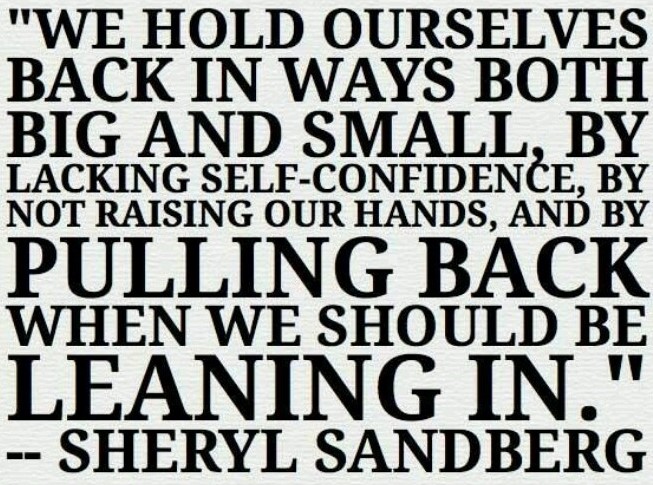 "WE HOLD OURSELVES
BACK IN WAYS BOTH
BIG AND SMALL, BY
LACKING SELF-CONFIDENCE, BY
NOT RAISING OUR HANDS, AND BY
PULLING BACK
WHEN WE SHOULD BE
LEANING IN."
-- SHERYL SANDBERG